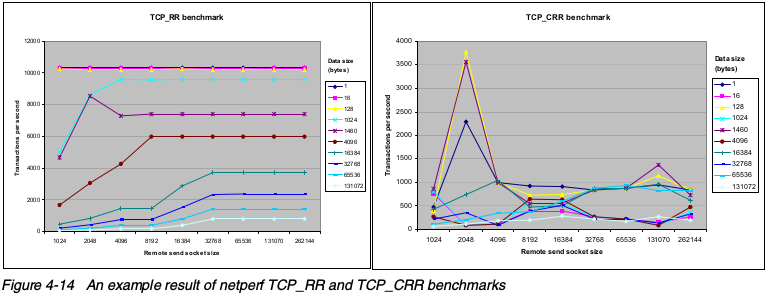 TCP_RR benchmark
12000
10000
8000
6000
4000
2000
0
Transactions per second
1024 2048 4096 8192 16384 32768 65536 131070 262144
Remote send socket size
Data size
(bytes)
1
16
128
1024
1460
4096
16384
32768
65536
131072
TCP_CRR benchmark
4000
3500
3000
2500
2000
1500
1000
500
0
Transactions per second
1024 2048 4096 8192 16384 32768 65536 131070 262144
Remote send socket size
Data size
(bytes)
1
16
128
1024
1460
4096
16384
32768
65536
131072
Figure 4-14 An example result of netperf TCP_RR and TCP_CRR benchmarks